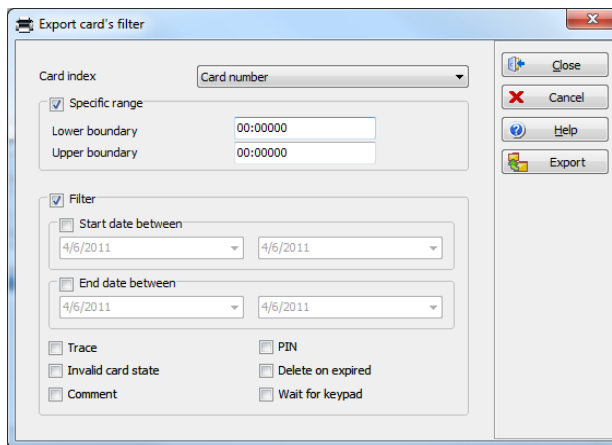 Export card's filter
Card index
Card number
Specific range
Lower boundary
00:00000
Upper boundary
00:00000
Filter
Start date between
4/6/2011 4/6/2011
End date between
4/6/2011 4/6/2011
Trace PIN
Invalid card state Delete on expired
Comment Wait for keypad
Close
Cancel
Help
Export